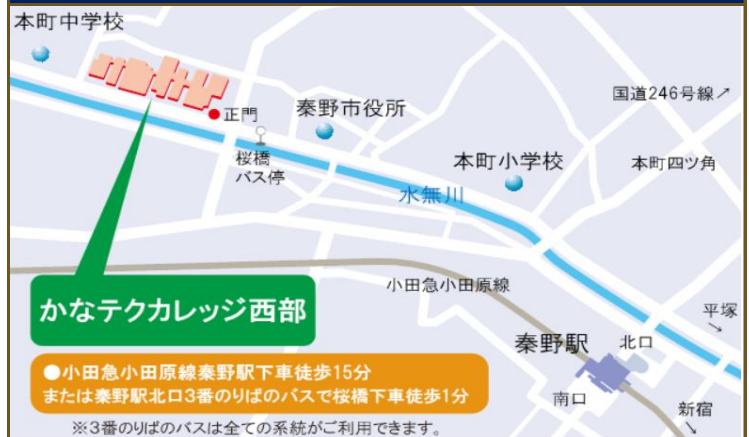 本町中学校
正門
秦野市役所
国道246号線↗
桜橋
バス停
本町小学校
本町四ツ角
水無川
小田急小田原線
かなテクカレッジ西部
平塚
秦野駅
北口
●小田急小田原線秦野駅下車徒歩15分
または秦野駅北口3番のりばのバスで桜橋下車徒歩1分
南口
新宿
※3番のりばのバスは全ての系統がご利用できます。